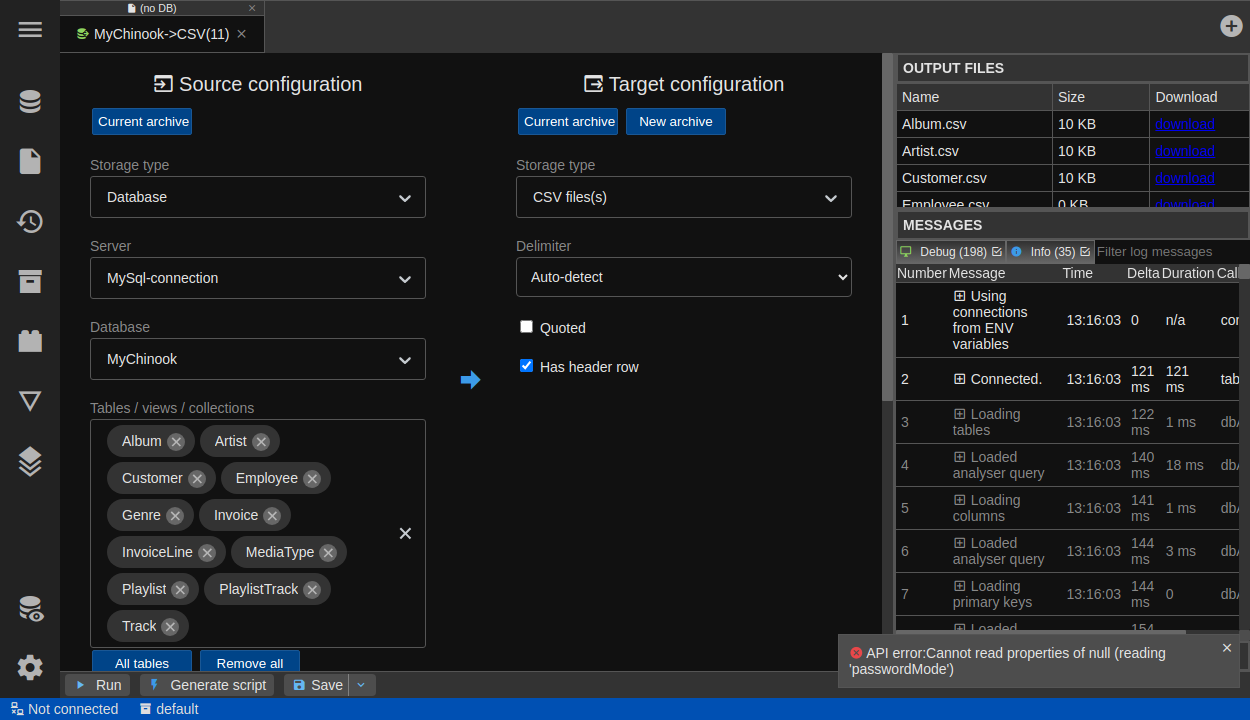 (no DB)
MyChinook->CSV(11)
Source configuration
Current archive
Storage type
Database
Server
MySql-connection
Database
MyChinook
Tables / views / collections
Album
Artist
Customer
Employee
Genre
Invoice
InvoiceLine
MediaType
Playlist
PlaylistTrack
Track
All tables
Remove all
Target configuration
Current archive
New archive
Storage type
CSV files(s)
Delimiter
Auto-detect
Quoted
Has header row
OUTPUT FILES
Name Size Download
Album.csv 10 KB download
Artist.csv 10 KB download
Customer.csv 10 KB download
Employee.csv 0 KB download
MESSAGES
Debug (198) Info (35) Filter log messages
Number Message Time Delta Duration Cal
1 Using connections from ENV variables 13:16:03 0 n/a con
2 Connected. 13:16:03 121 ms 121 ms tab
3 Loading tables 13:16:03 122 ms 1 ms dbA
4 Loaded analyser query 13:16:03 140 ms 18 ms dbA
5 Loading columns 13:16:03 141 ms 1 ms dbA
6 Loaded analyser query 13:16:03 144 ms 3 ms dbA
7 Loading primary keys 13:16:03 144 ms 0 dbA
Loaded 154
API error:Cannot read properties of null (reading
'passwordMode')
Run
Generate script
Save
Not connected
default